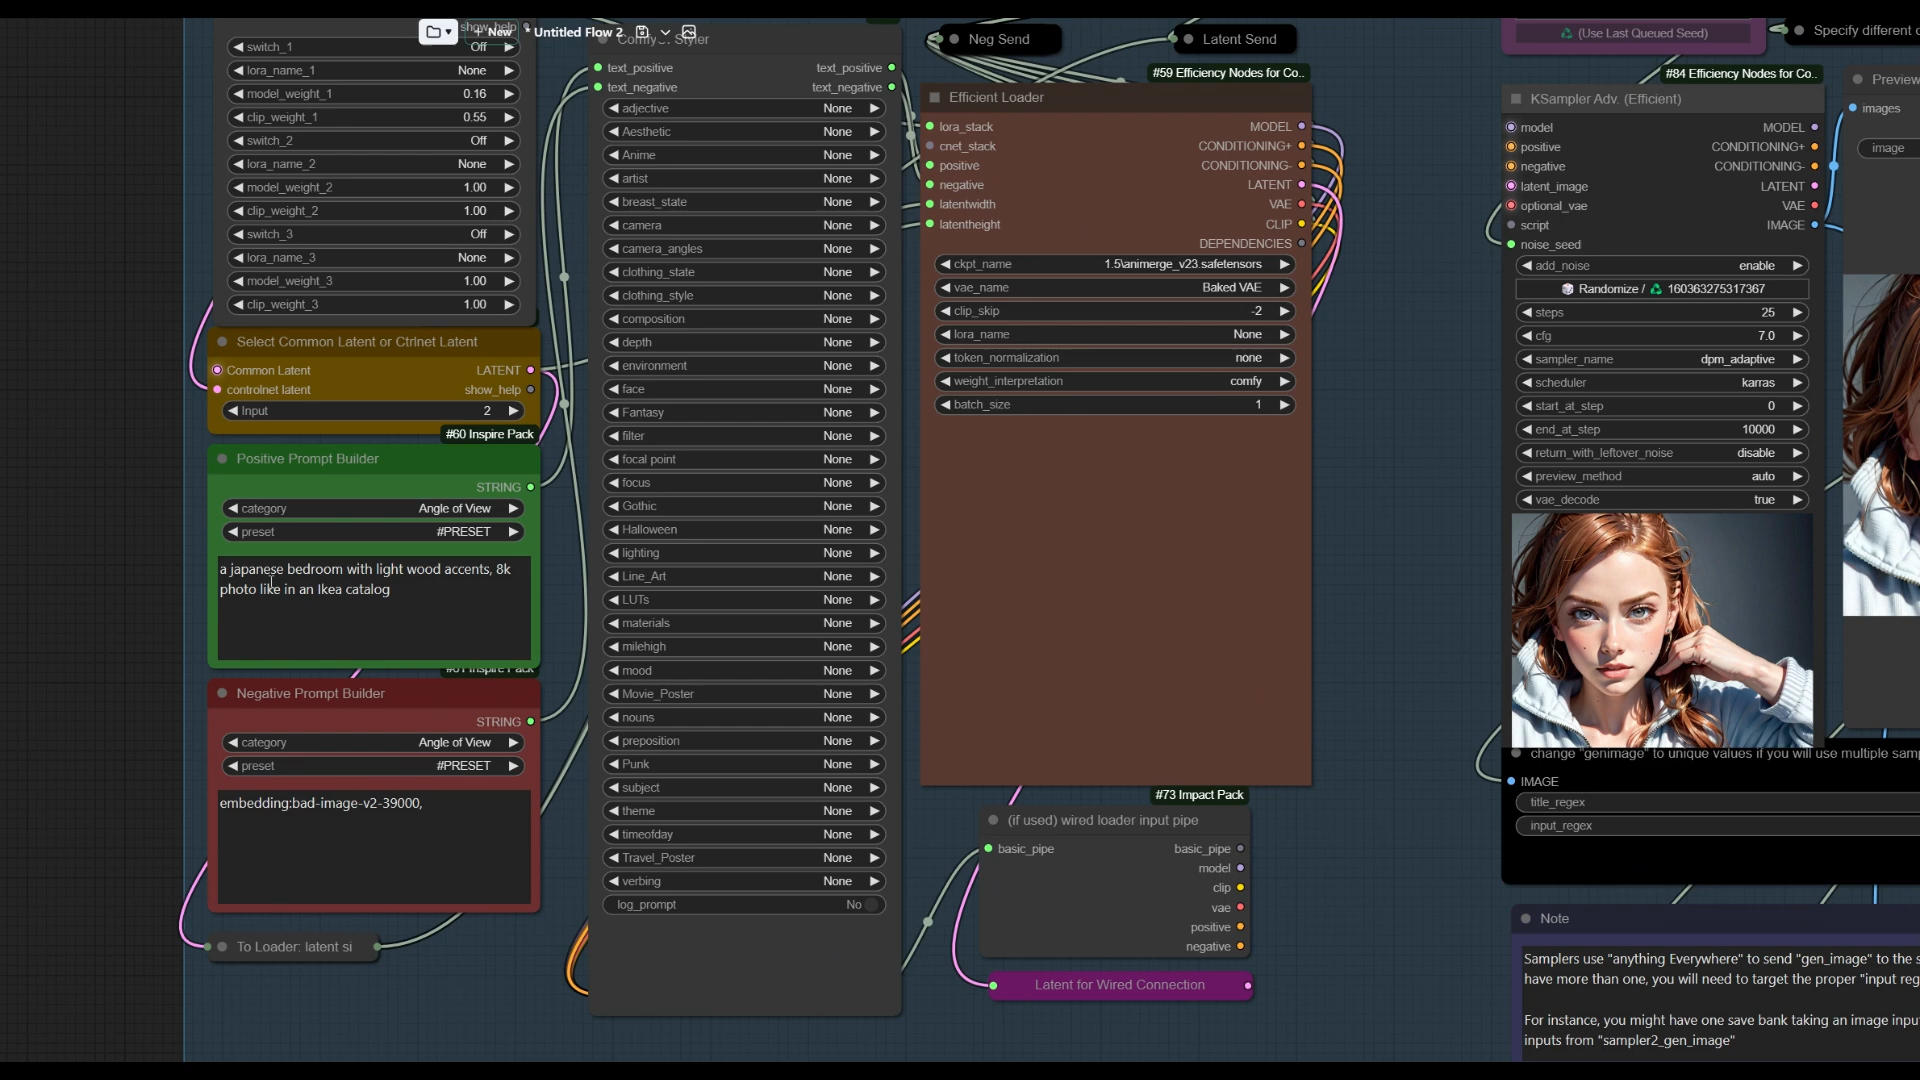 show_help
New
* Untitled Flow 2
switch_1 Off
lora_name_1 None
model_weight_1 0.16
clip_weight_1 0.55
switch_2 Off
lora_name_2 None
model_weight_2 1.00
clip_weight_2 1.00
switch_3 Off
lora_name_3 None
model_weight_3 1.00
clip_weight_3 1.00
Select Common Latent or Ctrlnet Latent
Common Latent LATENT
controlnet latent show_help
Input 2
#60 Inspire Pack
Positive Prompt Builder
STRING
category Angle of View
preset #PRESET
a japanese bedroom with light wood accents, 8k
photo like in an Ikea catalog
#61 Inspire Pack
Negative Prompt Builder
STRING
category Angle of View
preset #PRESET
embedding:bad-image-v2-39000,
To Loader: latent si
Styler
text_positive text_positive
text_negative text_negative
adjective None
Aesthetic None
Anime None
artist None
breast_state None
camera None
camera_angles None
clothing_state None
clothing_style None
composition None
depth None
environment None
face None
Fantasy None
filter None
focal point None
focus None
Gothic None
Halloween None
lighting None
Line_Art None
LUTs None
materials None
milehigh None
mood None
Movie_Poster None
nouns None
preposition None
Punk None
subject None
theme None
timeofday None
Travel_Poster None
verbing None
log_prompt No
Neg Send
Latent Send
#59 Efficiency Nodes for Co..
Efficient Loader
lora_stack MODEL
cnet_stack CONDITIONING+
positive CONDITIONING-
negative LATENT
latentwidth VAE
latentheight CLIP
DEPENDENCIES
ckpt_name 1.5\animerge_v23.safetensors
vae_name Baked VAE
clip_skip -2
lora_name None
token_normalization none
weight_interpretation comfy
batch_size 1
#73 Impact Pack
(if used) wired loader input pipe
basic_pipe basic_pipe
model
clip
vae
positive
negative
Latent for Wired Connection
(Use Last Queued Seed)
Specify different
#84 Efficiency Nodes for Co..
KSampler Adv. (Efficient)
model MODEL
positive CONDITIONING+
negative CONDITIONING-
latent_image LATENT
optional_vae VAE
script IMAGE
noise_seed
add_noise enable
Randomize / 160363275317367
steps 25
cfg 7.0
sampler_name dpm_adaptive
scheduler karras
start_at_step 0
end_at_step 10000
return_with_leftover_noise disable
preview_method auto
vae_decode true
Preview
images
image
change "genimage" to unique values if you will use multiple
IMAGE
title_regex
input_regex
Note
Samplers use "anything Everywhere" to send "gen_image" to the
have more than one, you will need to target the proper "input
For instance, you might have one save bank taking an image
inputs from "sampler2_gen_image"